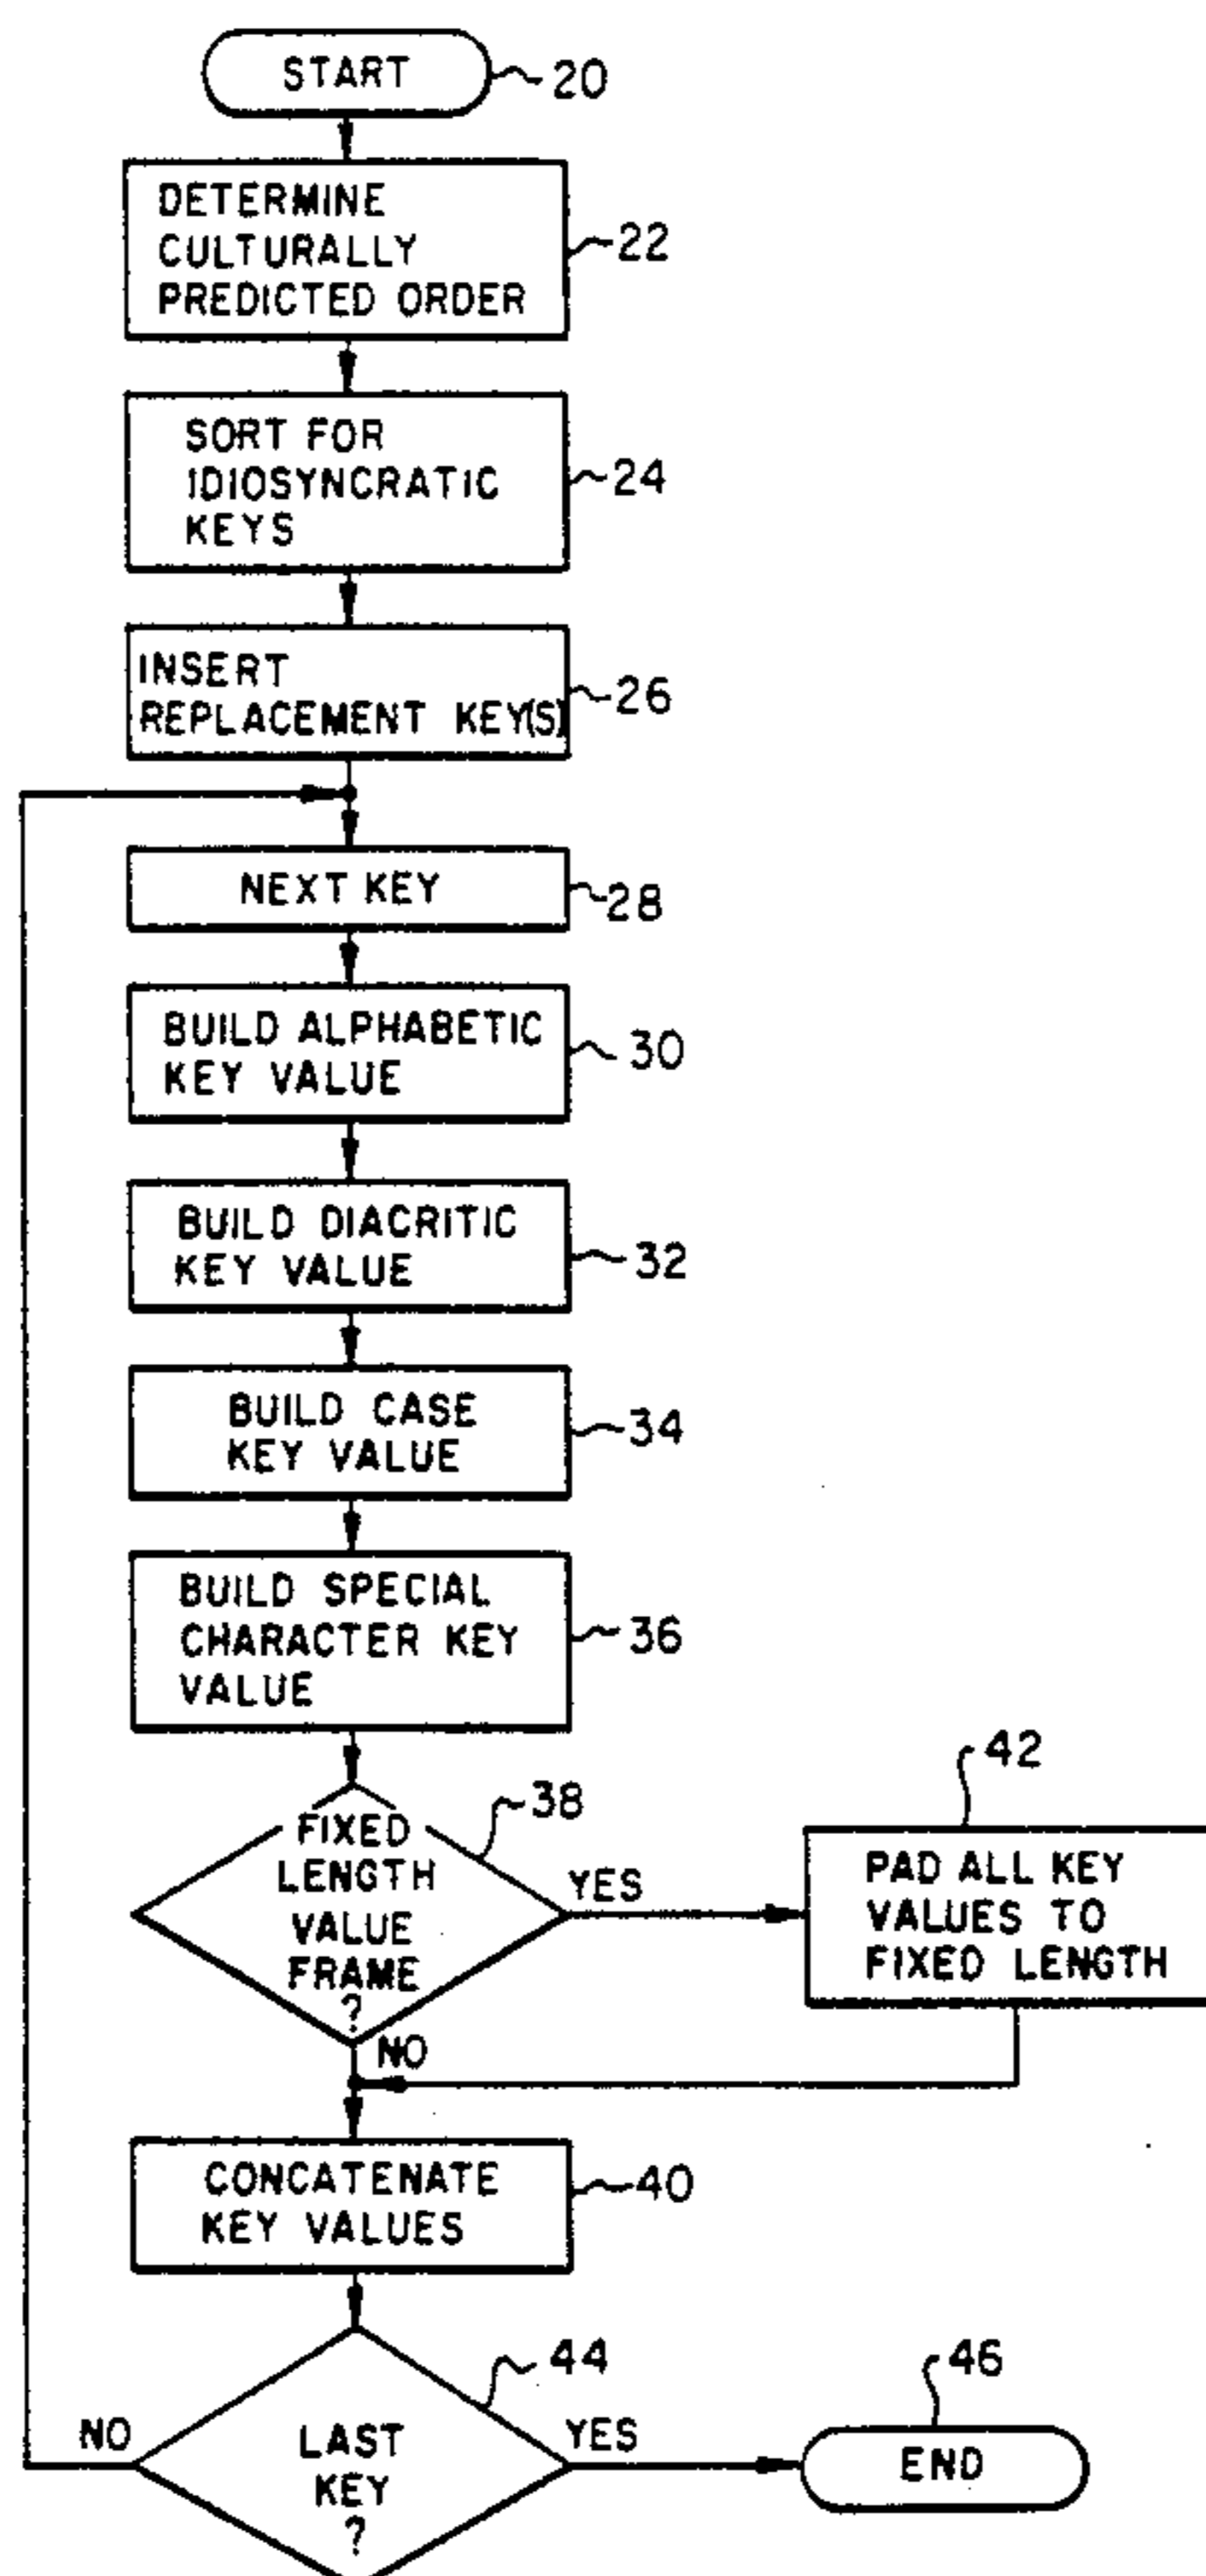 START
20
DETERMINE
CULTURALLY
PREDICTED ORDER
22
SORT FOR
IDIOSYNCRATIC
KEYS
24
INSERT
REPLACEMENT KEY(S)
26
NEXT KEY
28
BUILD ALPHABETIC
KEY VALUE
30
BUILD DIACRITIC
KEY VALUE
32
BUILD CASE
KEY VALUE
34
BUILD SPECIAL
CHARACTER KEY
VALUE
36
FIXED
LENGTH
VALUE
FRAME
?
38
YES
NO
42
PAD ALL KEY
VALUES TO
FIXED LENGTH
CONCATENATE
KEY VALUES
40
LAST
KEY
?
44
NO
YES
46
END